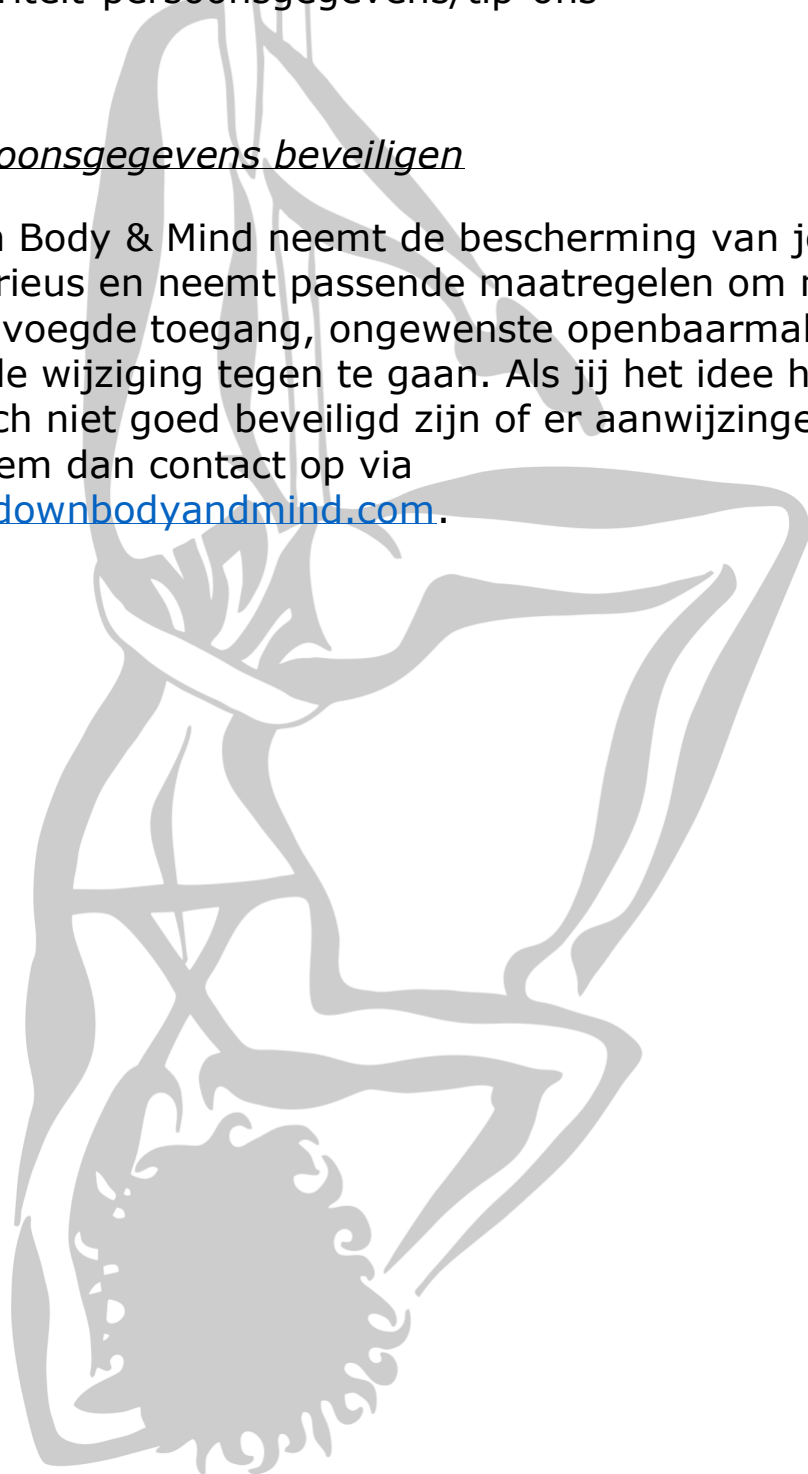 riteit-persoonsgegevens/tip-ons
oonsgegevens beveiligen
n Body & Mind neemt de bescherming van j
rieus en neemt passende maatregelen om
voegde toegang, ongewenste openbaarma
de wijziging tegen te gaan. Als jij het idee h
ch niet goed beveiligd zijn of er aanwijzinge
em dan contact op via
downbodyandmind.com.